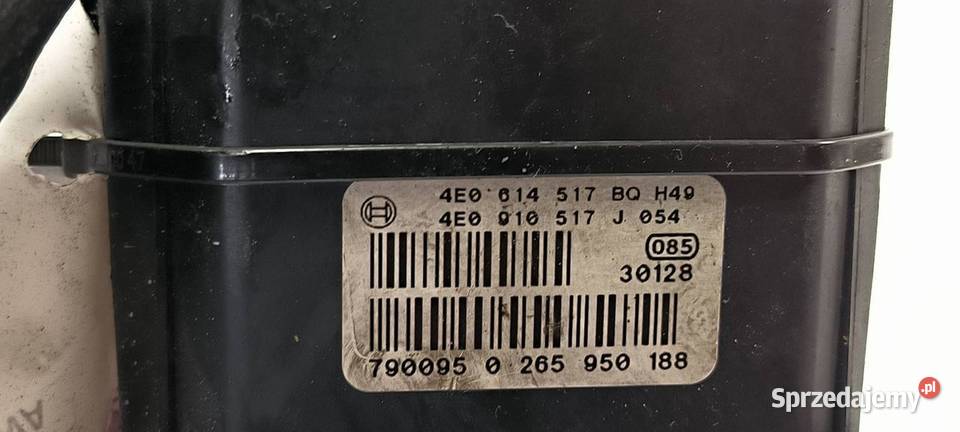 4E0 614 517 BQ H49
4E0 910 517 J 054
085
30128
790095 0 265 950 188
Sprzedajemy.pl